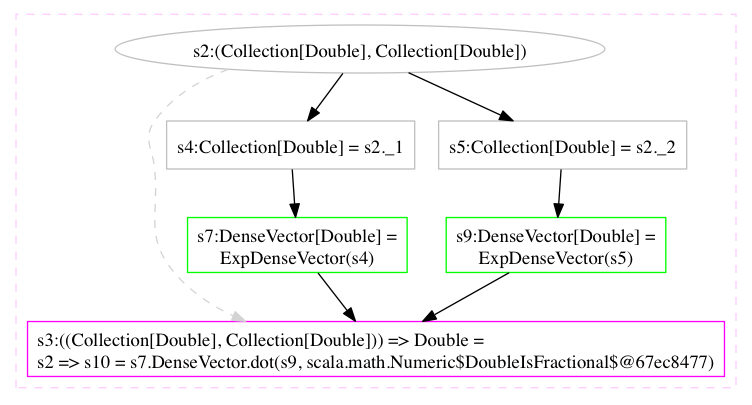 s2:(Collection[Double], Collection[Double])
s4:Collection[Double] = s2._1
s5:Collection[Double] = s2._2
s7:DenseVector[Double] =
ExpDenseVector(s4)
s9:DenseVector[Double] =
ExpDenseVector(s5)
s3:((Collection[Double], Collection[Double])) => Double =
s2 => s10 = s7.DenseVector.dot(s9, scala.math.Numeric$DoubleIsFractional$@67ec8477)